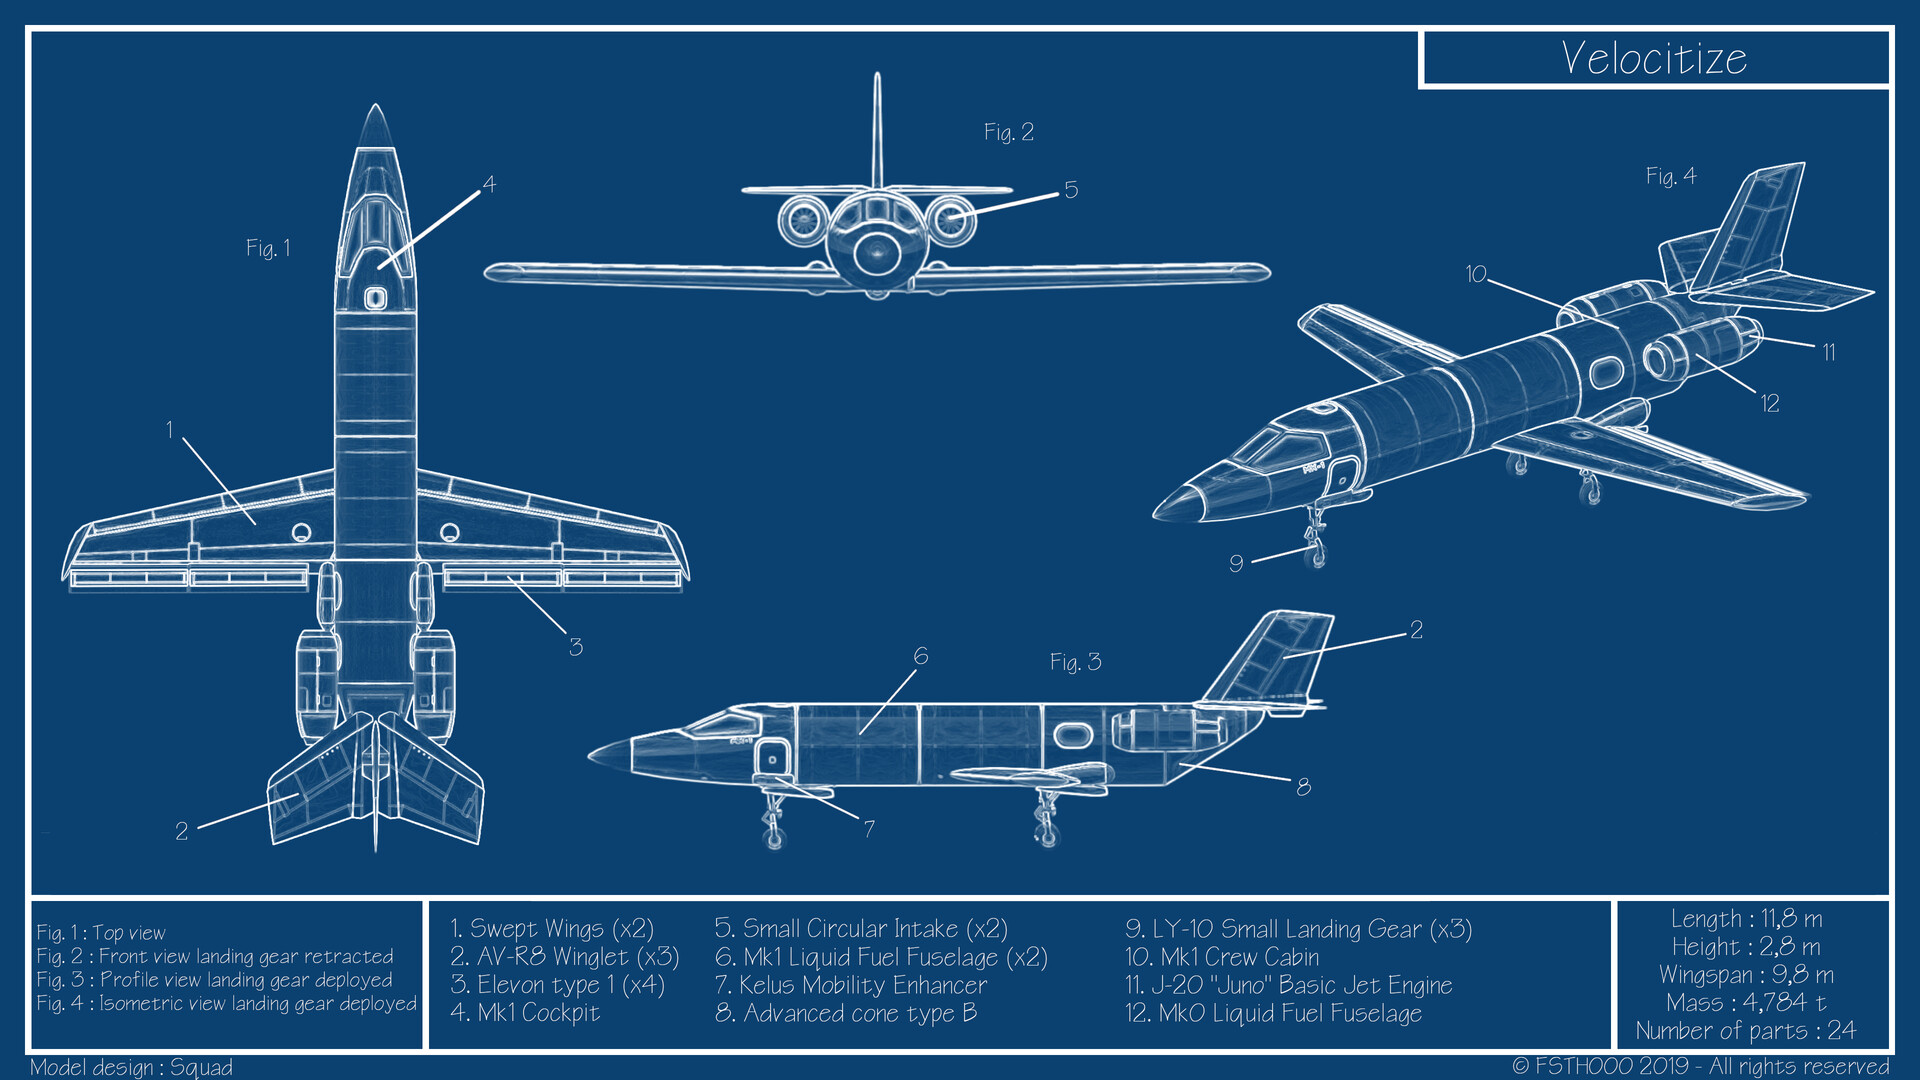 Velocitize
Fig. 1
Fig. 2
Fig. 3
Fig. 4
4
1
3
2
5
10
11
12
9
6
2
7
8
Fig. 1 : Top view
Fig. 2 : Front view landing gear retracted
Fig. 3 : Profile view landing gear deployed
Fig. 4 : Isometric view landing gear deployed
1. Swept Wings (x2)
2. AV-R8 Winglet (x3)
3. Elevon type 1 (x4)
4. Mk1 Cockpit
5. Small Circular Intake (x2)
6. Mk1 Liquid Fuel Fuselage (x2)
7. Kelus Mobility Enhancer
8. Advanced cone type B
9. LY-10 Small Landing Gear (x3)
10. Mk1 Crew Cabin
11. J-20 "Juno" Basic Jet Engine
12. Mk0 Liquid Fuel Fuselage
Length : 11,8 m
Height : 2,8 m
Wingspan : 9,8 m
Mass : 4,784 t
Number of parts : 24
Model design : Squad
© FSTH000 2019 - All rights reserved